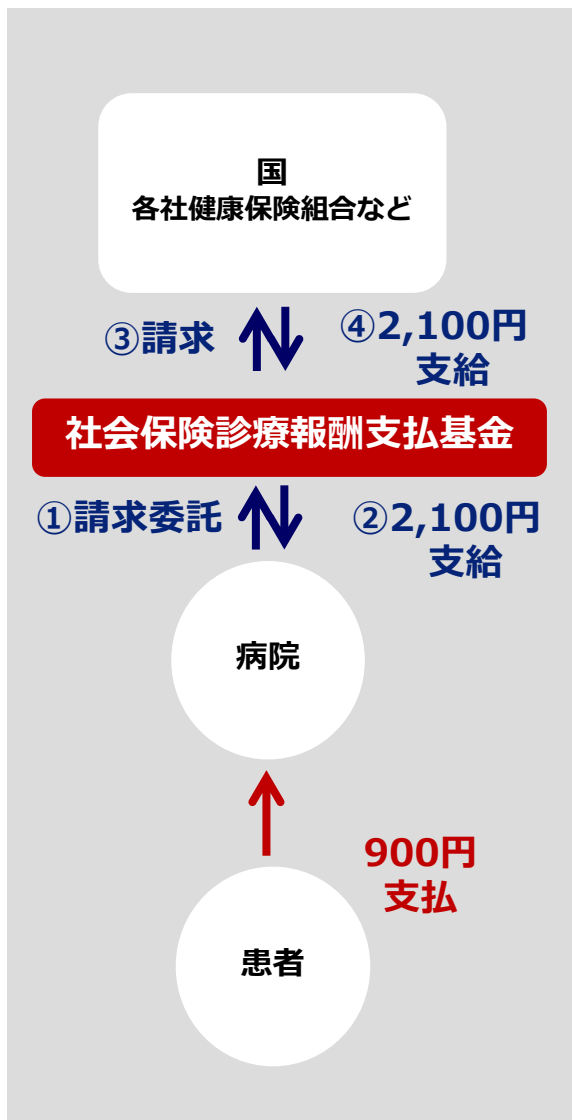 国
各社健康保険組合など
③請求
④2,100円
支給
社会保険診療報酬支払基金
①請求委託
②2,100円
支給
病院
900円
支払
患者